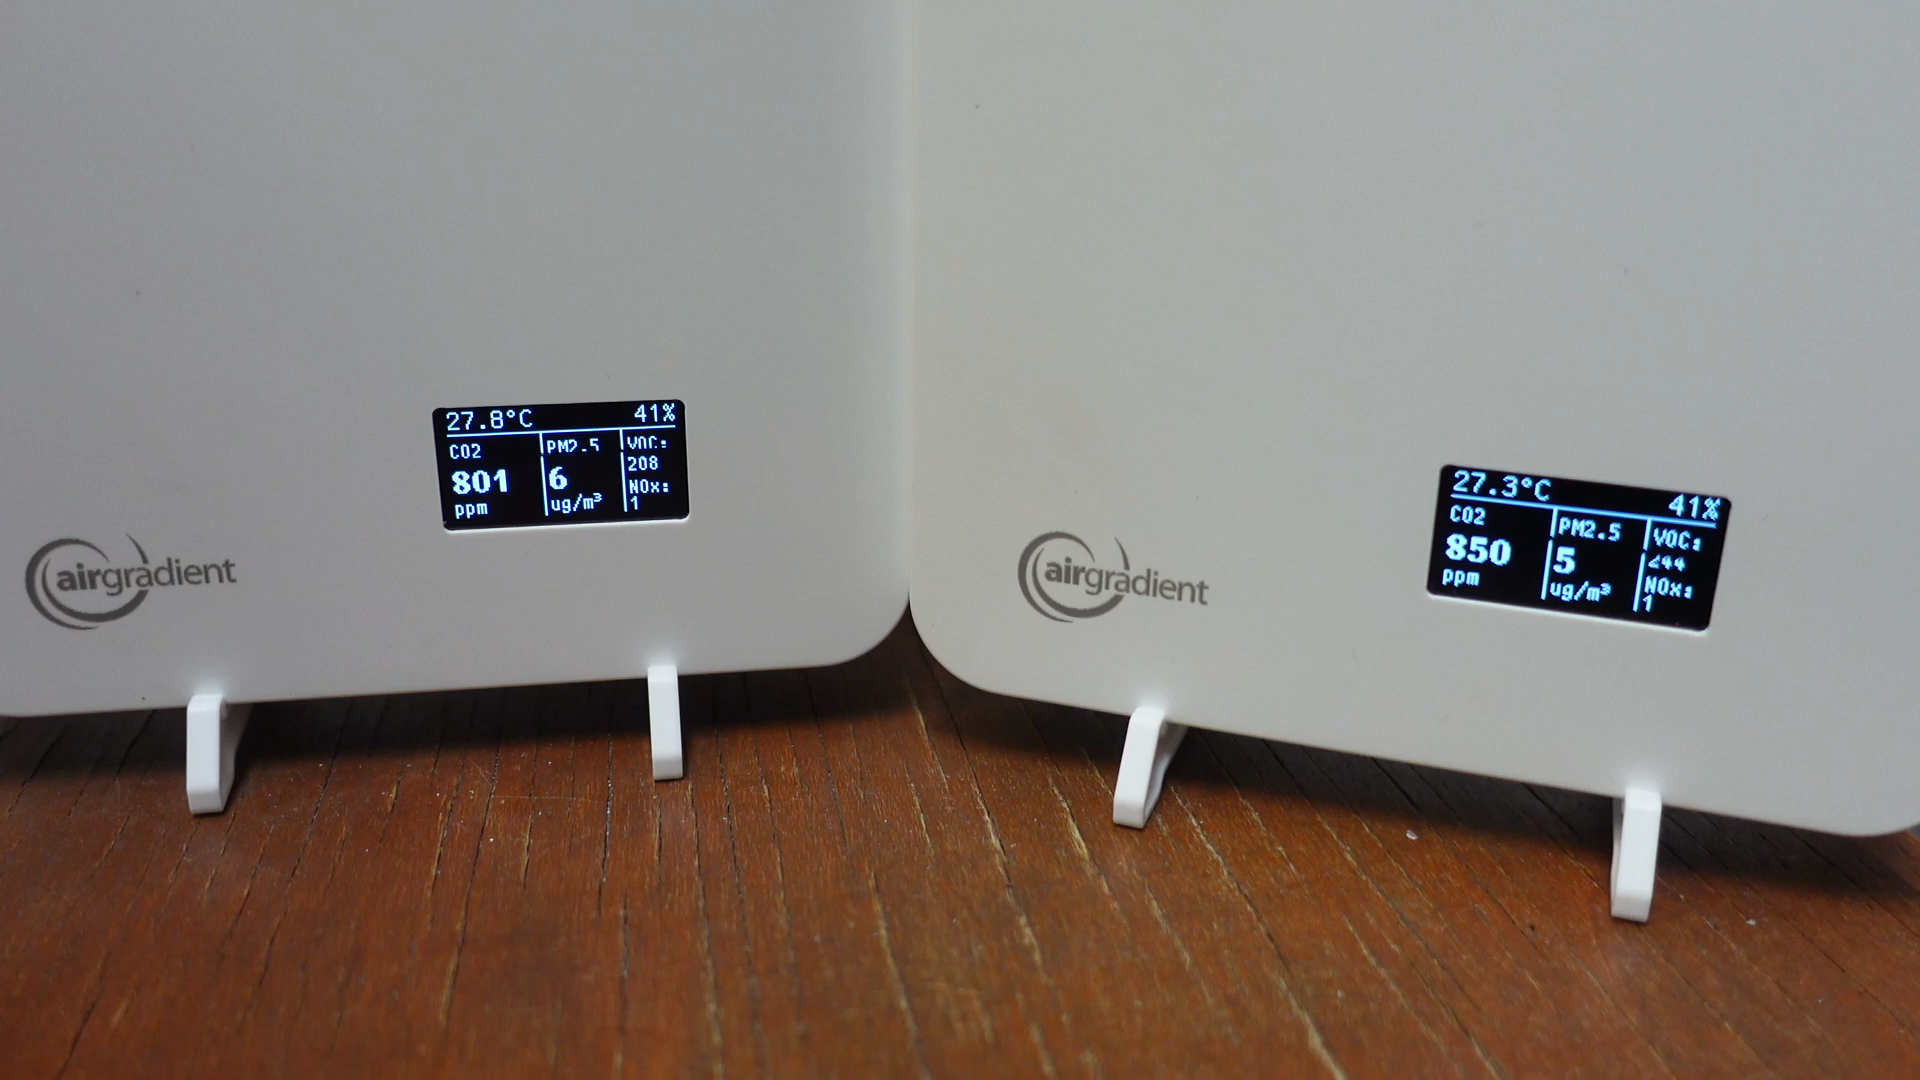 27.8°C 41%
CO2 PM2.5 VOC:
801 6 208
ppm ug/m³ NOx:
1
airgradient
27.3°C 41%
CO2 PM2.5 VOC:
850 5
ppm ug/m³ NOx:
1
airgradient